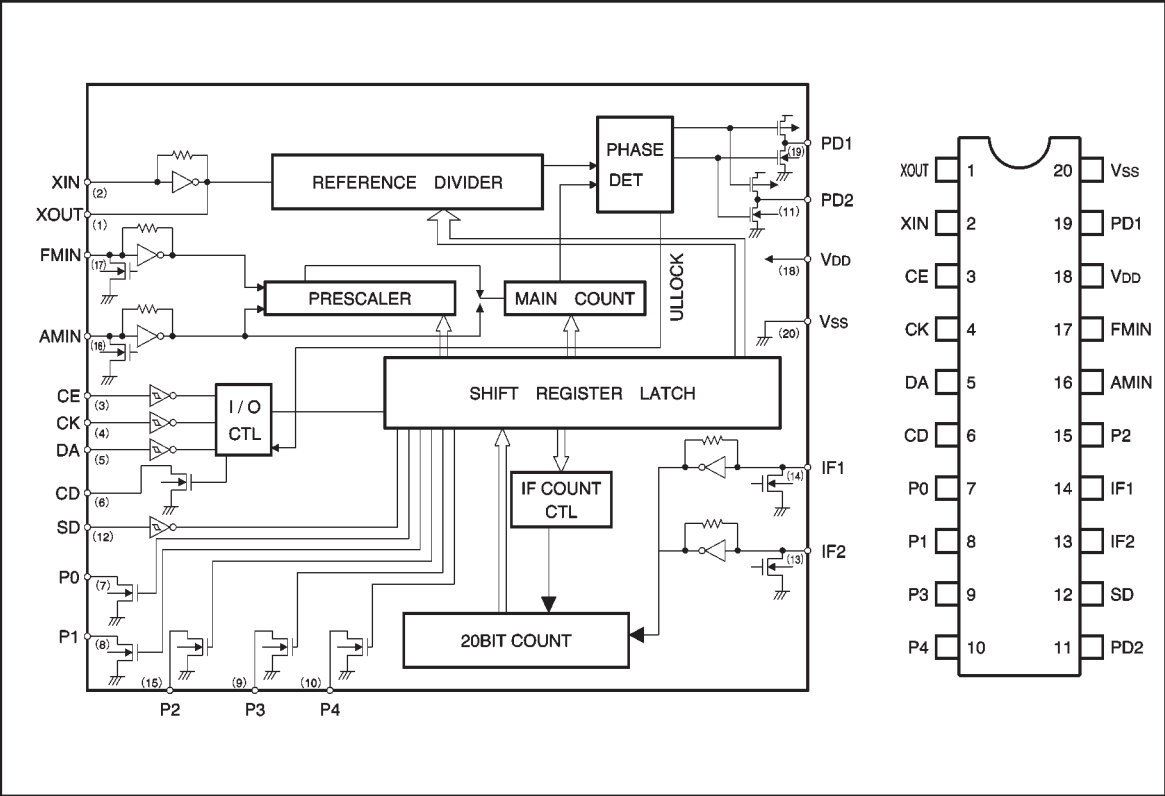 XIN
(2)
XOUT
(1)
FMIN
(17)
AMIN
(16)
CE
(3)
CK
(4)
DA
(5)
CD
(6)
SD
(12)
P0
(7)
P1
(8)
(15)
P2
(9)
P3
(10)
P4
REFERENCE DIVIDER
PHASE
DET
PRESCALER
MAIN COUNT
ULLOCK
I / O
CTL
SHIFT REGISTER LATCH
IF COUNT
CTL
20BIT COUNT
PD1
(19)
PD2
(11)
VDD
(18)
VSS
(20)
IF1
(14)
IF2
(13)
XOUT 1 20 VSS
XIN 2 19 PD1
CE 3 18 VDD
CK 4 17 FMIN
DA 5 16 AMIN
CD 6 15 P2
P0 7 14 IF1
P1 8 13 IF2
P3 9 12 SD
P4 10 11 PD2